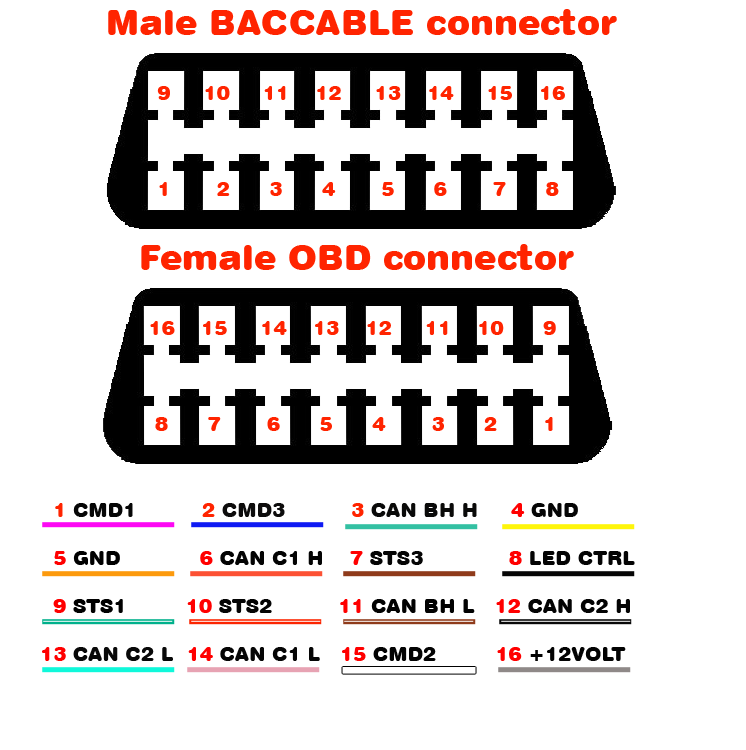 Male BACCABLE connector
9 10 11 12 13 14 15 16
1 2 3 4 5 6 7 8
Female OBD connector
16 15 14 13 12 11 10 9
8 7 6 5 4 3 2 1
1 CMD1 2 CMD3 3 CAN BH H 4 GND
5 GND 6 CAN C1 H 7 STS3 8 LED CTRL
9 STS1 10 STS2 11 CAN BH L 12 CAN C2 H
13 CAN C2 L 14 CAN C1 L 15 CMD2 16 +12VOLT